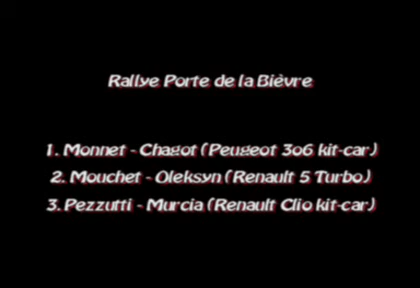 Rallye Porte de la Bièvre
1. Monnet - Chagot (Peugeot 306 kit-car)
2. Mouchet - Oleksyn (Renault 5 Turbo)
3. Pezzutti - Murcia (Renault Clio kit-car)